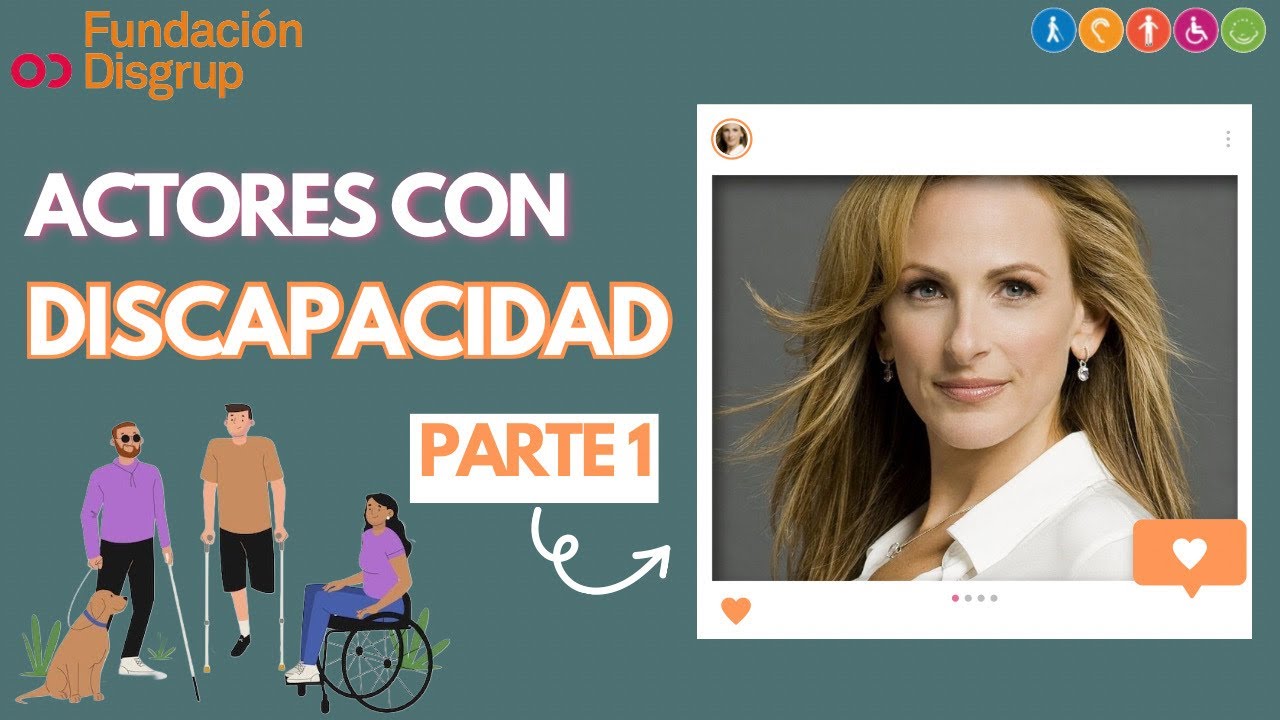 Fundación
Disgrup
ACTORES CON
DISCAPACIDAD
PARTE 1